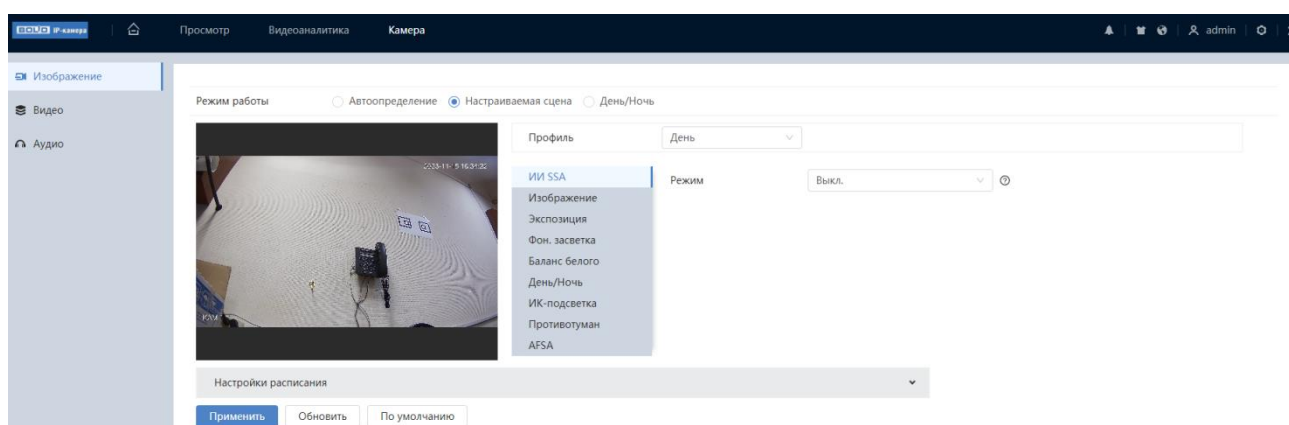 BOLID IP-камера Просмотр Видеоаналитика Камера admin
Изображение
Видео
Аудио
Режим работы Автоопределение Настраиваемая сцена День/Ночь
Профиль День
ИИ SSA Режим Выкл.
Изображение
Экспозиция
Фон. засветка
Баланс белого
День/Ночь
ИК-подсветка
Противотуман
AFSA
Настройки расписания
Применить Обновить По умолчанию